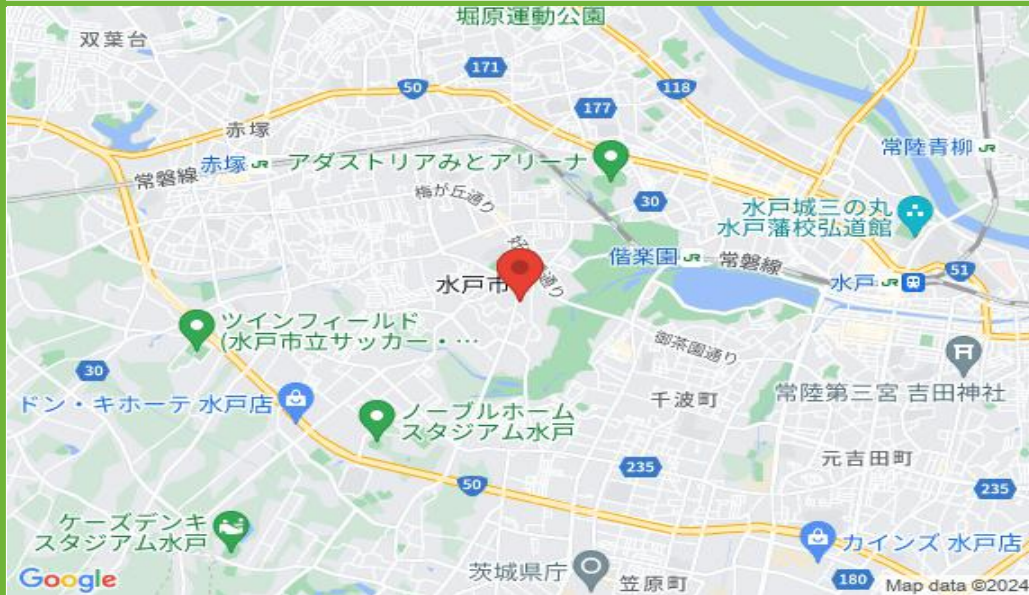 堀原運動公園
双葉台
171
50
118
177
赤塚
赤塚 JR
常磐線
アダストリアみとアリーナ
常陸青柳 JR
梅が丘通り
30
水戸城三の丸
水戸藩校弘道館
偕楽園 JR
常磐線
水戸 JR
51
水戸市
通り
ツインフィールド
(水戸市立サッカー・…
御茶園通り
30
常陸第三宮 吉田神社
千波町
ドン・キホーテ 水戸店
ノーブルホーム
スタジアム水戸
元吉田町
235
50
235
ケーズデンキ
スタジアム水戸
カインズ 水戸店
茨城県庁
笠原町
180
Google
Map data ©2024